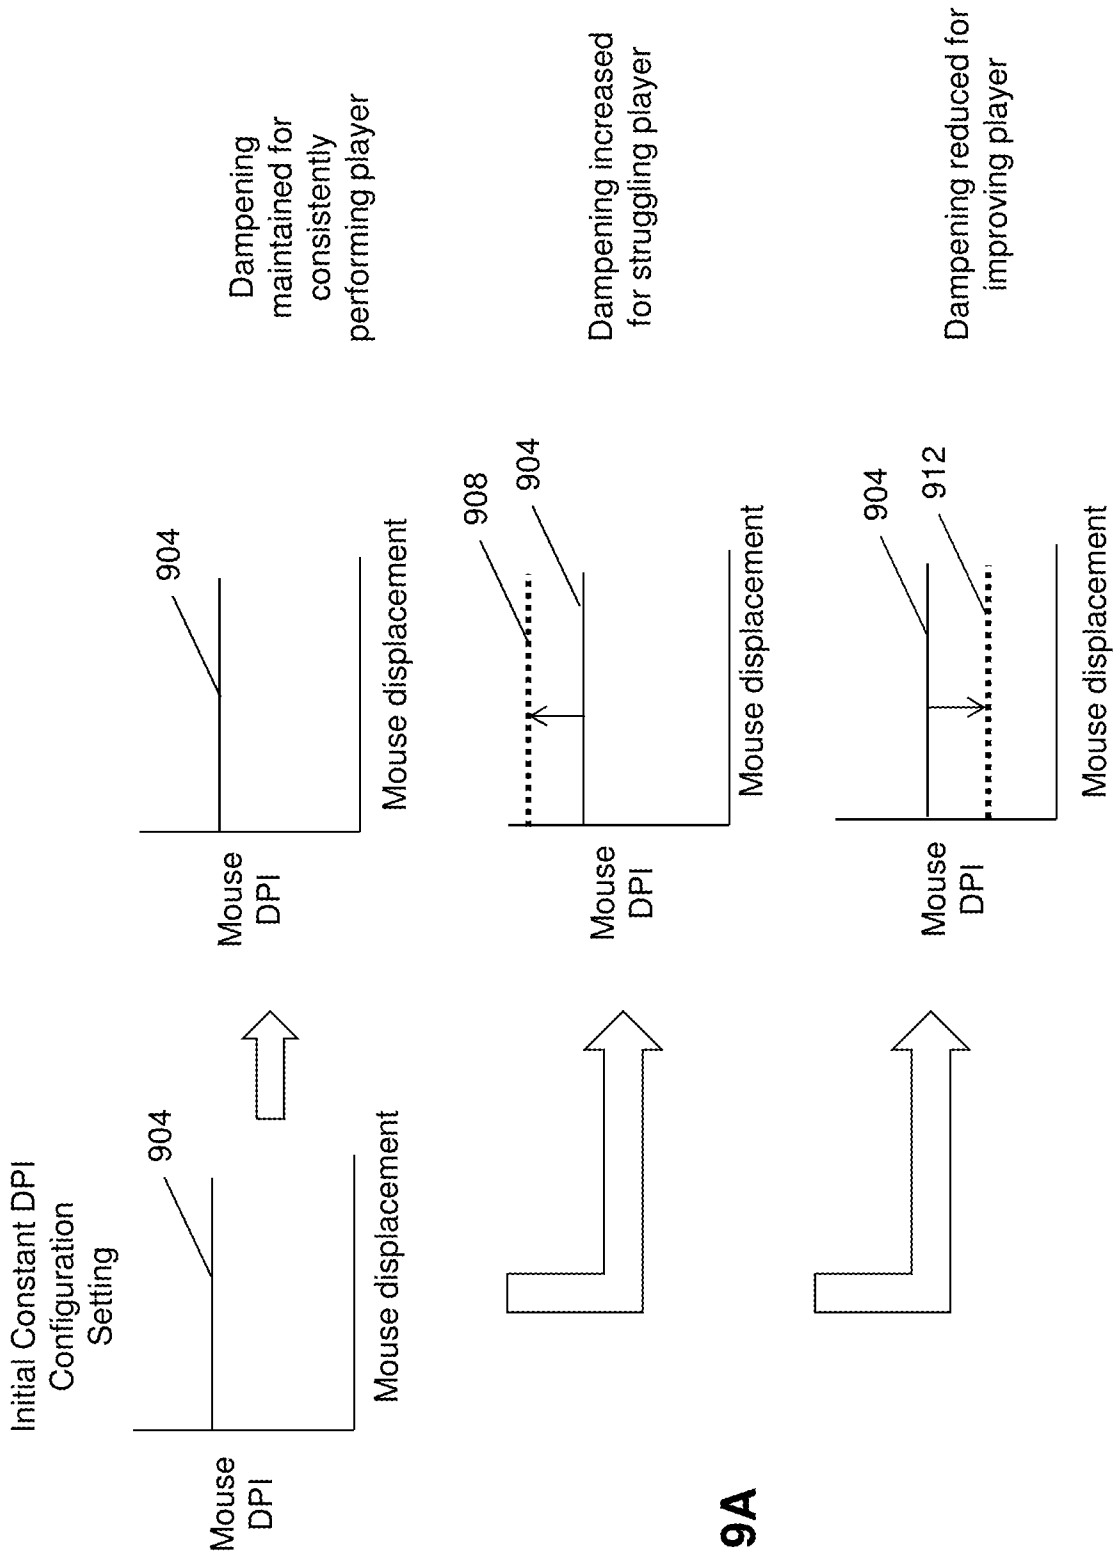 Initial Constant DPI
Configuration
Setting
904
Mouse
DPI
Mouse displacement
904
Mouse
DPI
Mouse displacement
Dampening
maintained for
consistently
performing player
908
904
Mouse
DPI
Mouse displacement
Dampening increased
for struggling player
904
912
Mouse
DPI
Mouse displacement
Dampening reduced for
improving player
9A